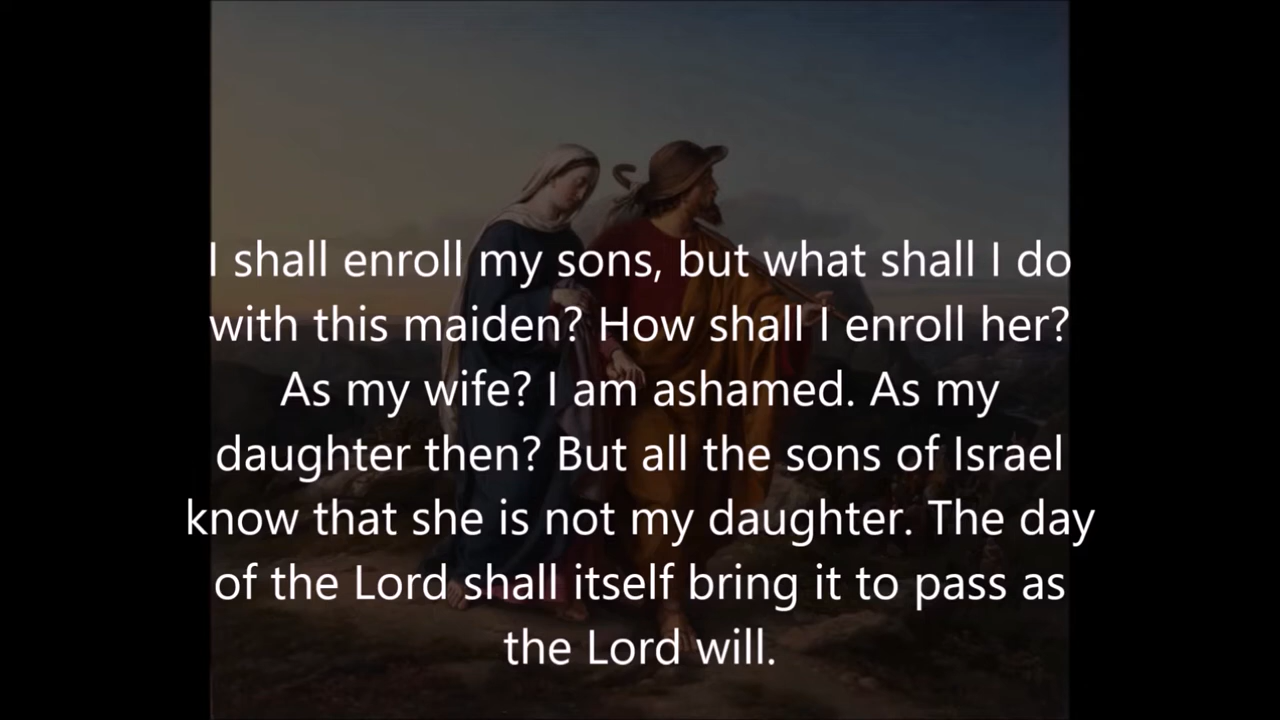 I shall enroll my sons, but what shall I do
with this maiden? How shall I enroll her?
As my wife? I am ashamed. As my
daughter then? But all the sons of Israel
know that she is not my daughter. The day
of the Lord shall itself bring it to pass as
the Lord will.